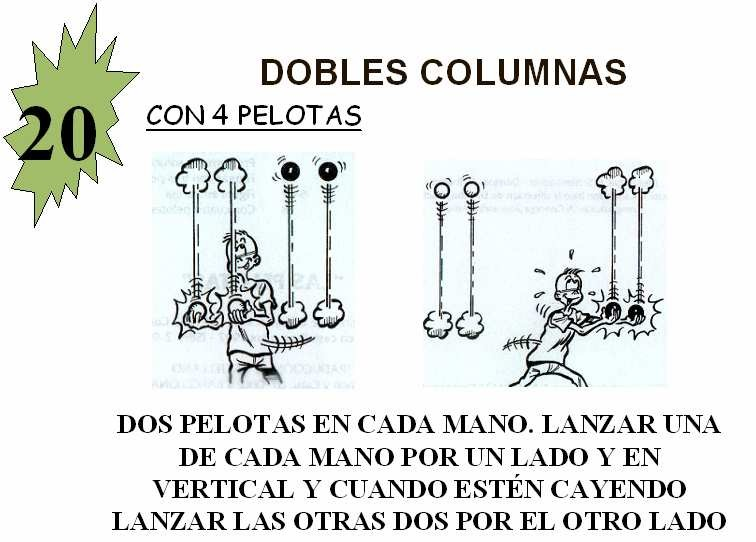 20
DOBLES COLUMNAS
CON 4 PELOTAS
DOS PELOTAS EN CADA MANO. LANZAR UNA
DE CADA MANO POR UN LADO Y EN
VERTICAL Y CUANDO ESTÉN CAYENDO
LANZAR LAS OTRAS DOS POR EL OTRO LADO